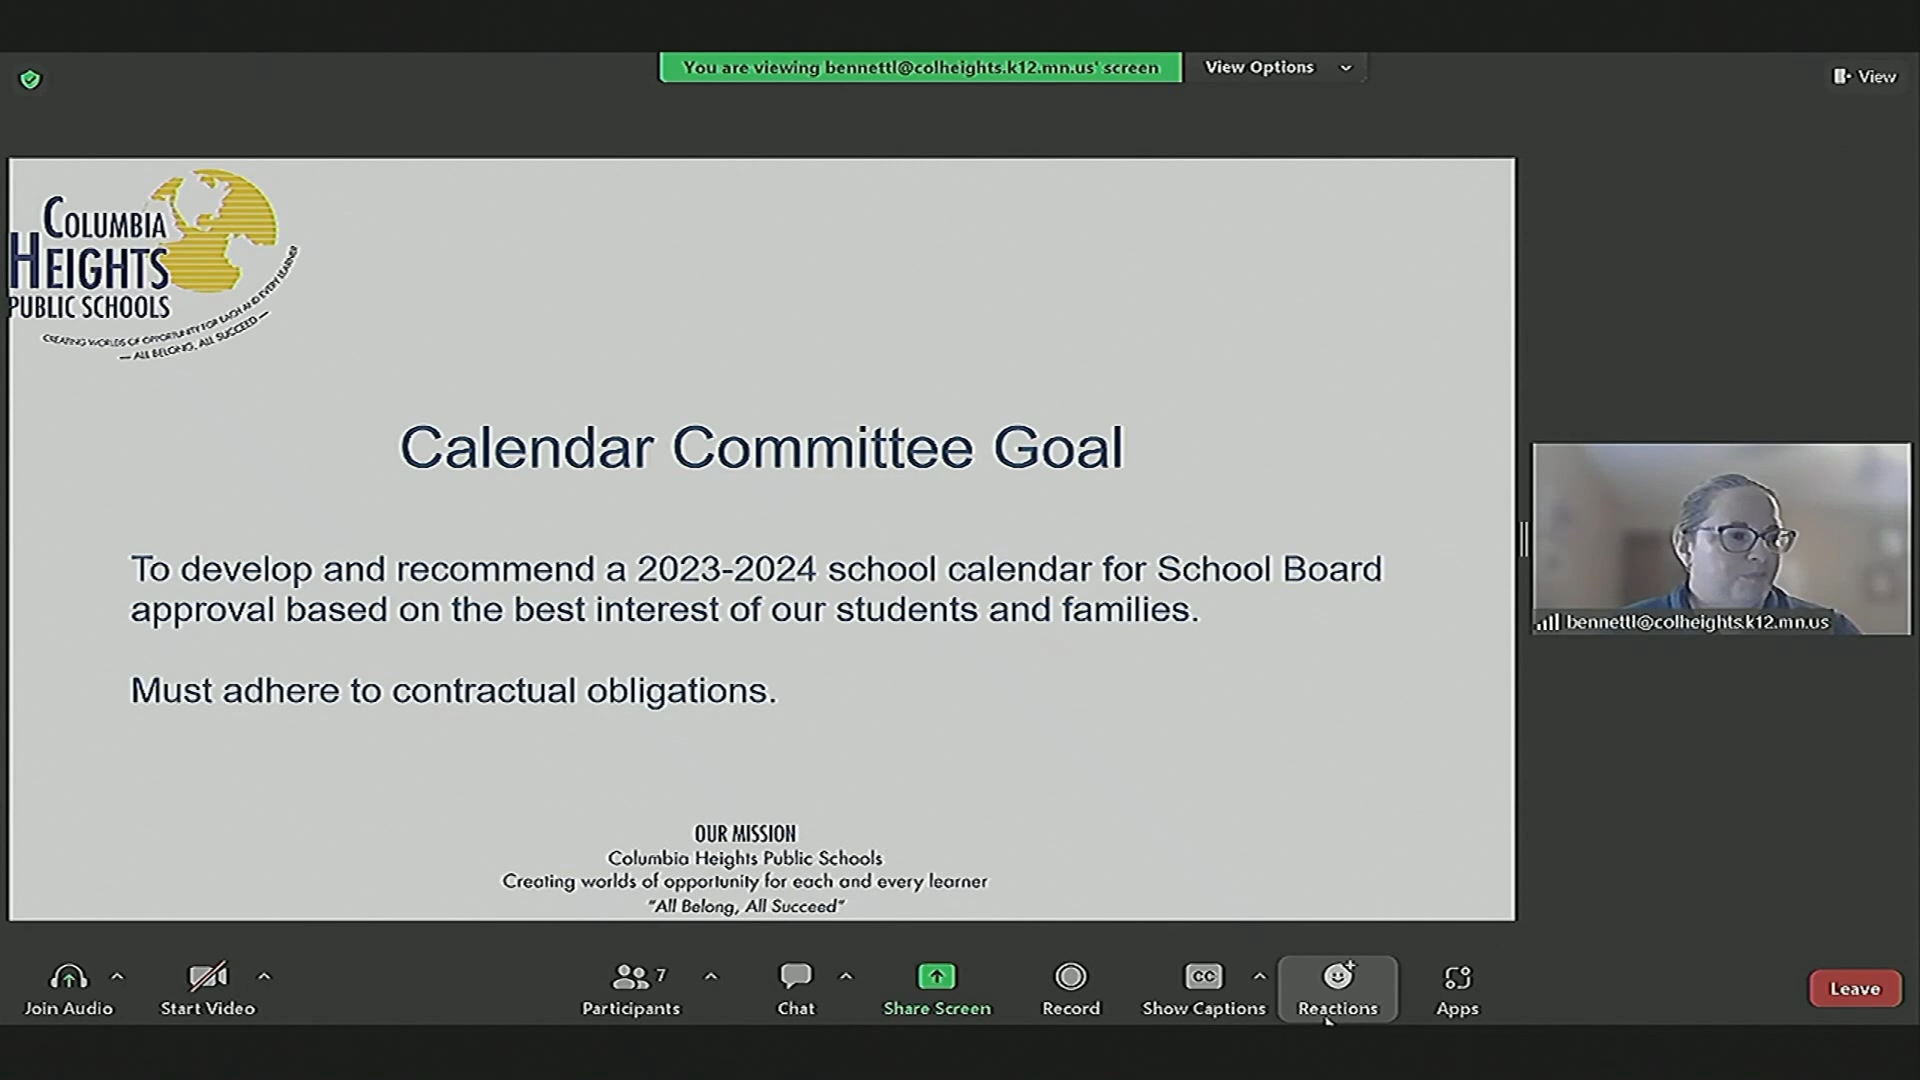 You are viewing bennettl@colheights.k12.mn.us' screen
View Options
View
COLUMBIA
HEIGHTS
PUBLIC SCHOOLS
CREATING WORLDS OF OPPORTUNITY FOR EACH AND EVERY LEARNER
— ALL BELONG, ALL SUCCEED —
Calendar Committee Goal
To develop and recommend a 2023-2024 school calendar for School Board
approval based on the best interest of our students and families.
Must adhere to contractual obligations.
bennettl@colheights.k12.mn.us
OUR MISSION
Columbia Heights Public Schools
Creating worlds of opportunity for each and every learner
"All Belong, All Succeed"
Join Audio
Start Video
7
Participants
Chat
Share Screen
Record
CC
Show Captions
Reactions
Apps
Leave